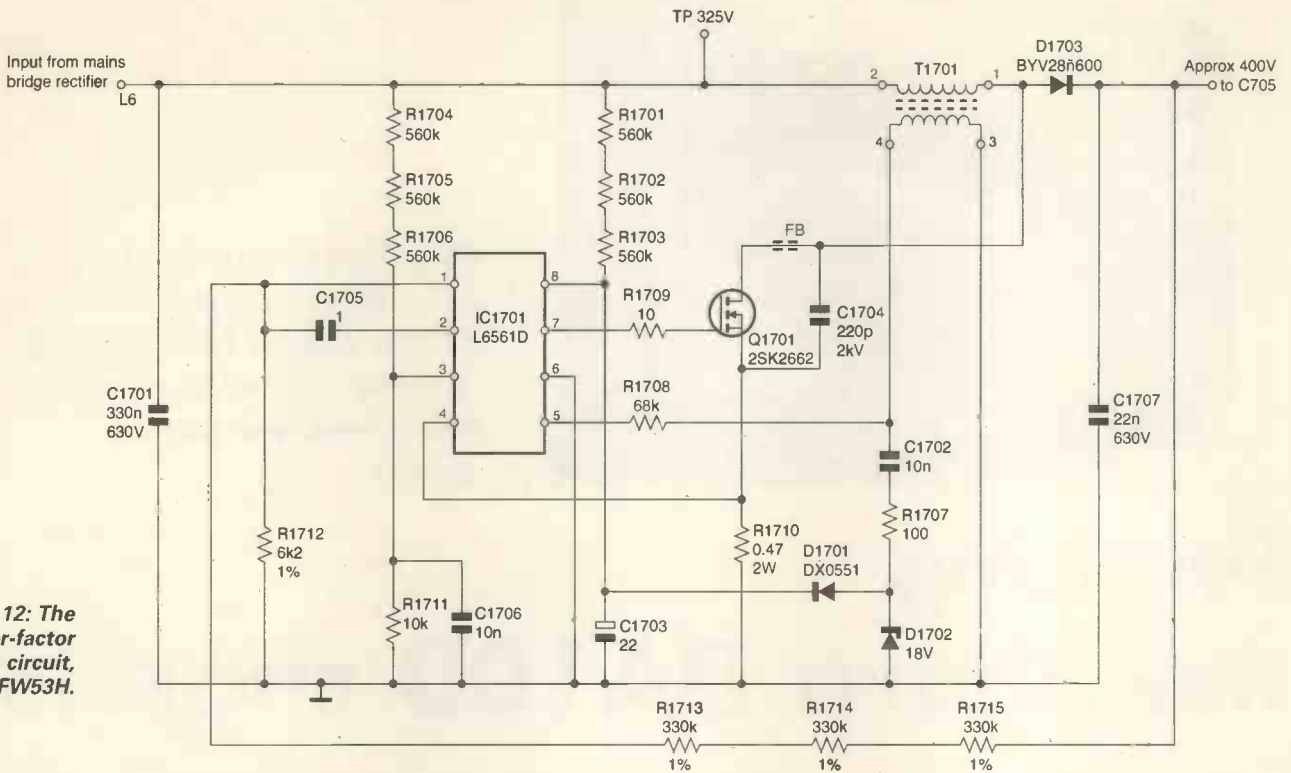 TP 325V
Input from mains
bridge rectifier
L6
D1703
BYV28ñ600
T1701
2
1
4
3
Approx 400V
to C705
R1704
560k
R1705
560k
R1706
560k
R1701
560k
R1702
560k
R1703
560k
FB
C1705
1
1
2
3
4
IC1701
L6561D
8
7
6
5
R1709
10
R1708
68k
Q1701
2SK2662
C1704
220p
2kV
C1701
330n
630V
C1702
10n
C1707
22n
630V
R1707
100
R1712
6k2
1%
R1710
0.47
2W
D1701
DX0551
R1711
10k
C1706
10n
C1703
22
D1702
18V
12: The
er-factor
circuit,
FW53H.
R1713
330k
1%
R1714
330k
1%
R1715
330k
1%